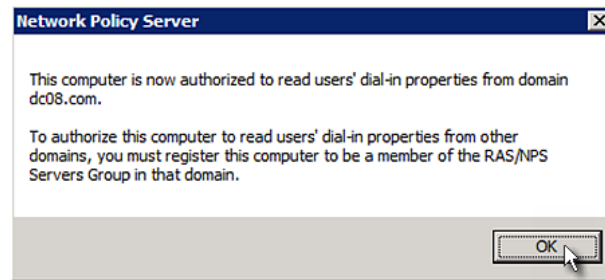 Network Policy Server
This computer is now authorized to read users' dial-in properties from domain
dc08.com.
To authorize this computer to read users' dial-in properties from other
domains, you must register this computer to be a member of the RAS/NPS
Servers Group in that domain.
OK